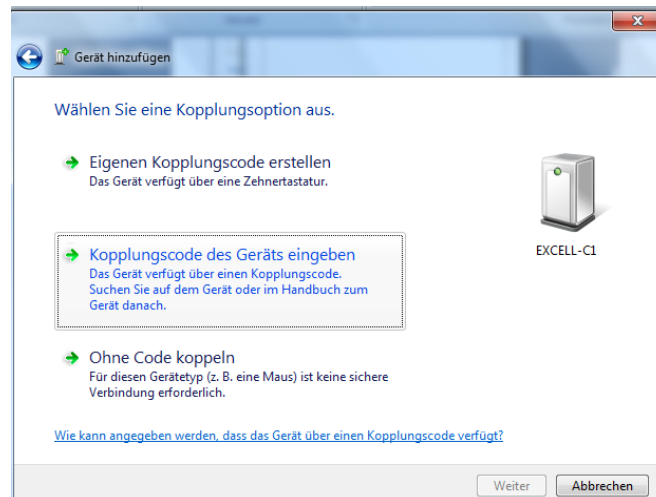 Gerät hinzufügen
Wählen Sie eine Kopplungsoption aus.
Eigenen Kopplungscode erstellen
Das Gerät verfügt über eine Zehnertastatur.
Kopplungscode des Geräts eingeben
Das Gerät verfügt über einen Kopplungscode.
Suchen Sie auf dem Gerät oder im Handbuch zum
Gerät danach.
EXCELL-C1
Ohne Code koppeln
Für diesen Gerätetyp (z. B. eine Maus) ist keine sichere
Verbindung erforderlich.
Wie kann angegeben werden, dass das Gerät über einen Kopplungscode verfügt?
Weiter
Abbrechen